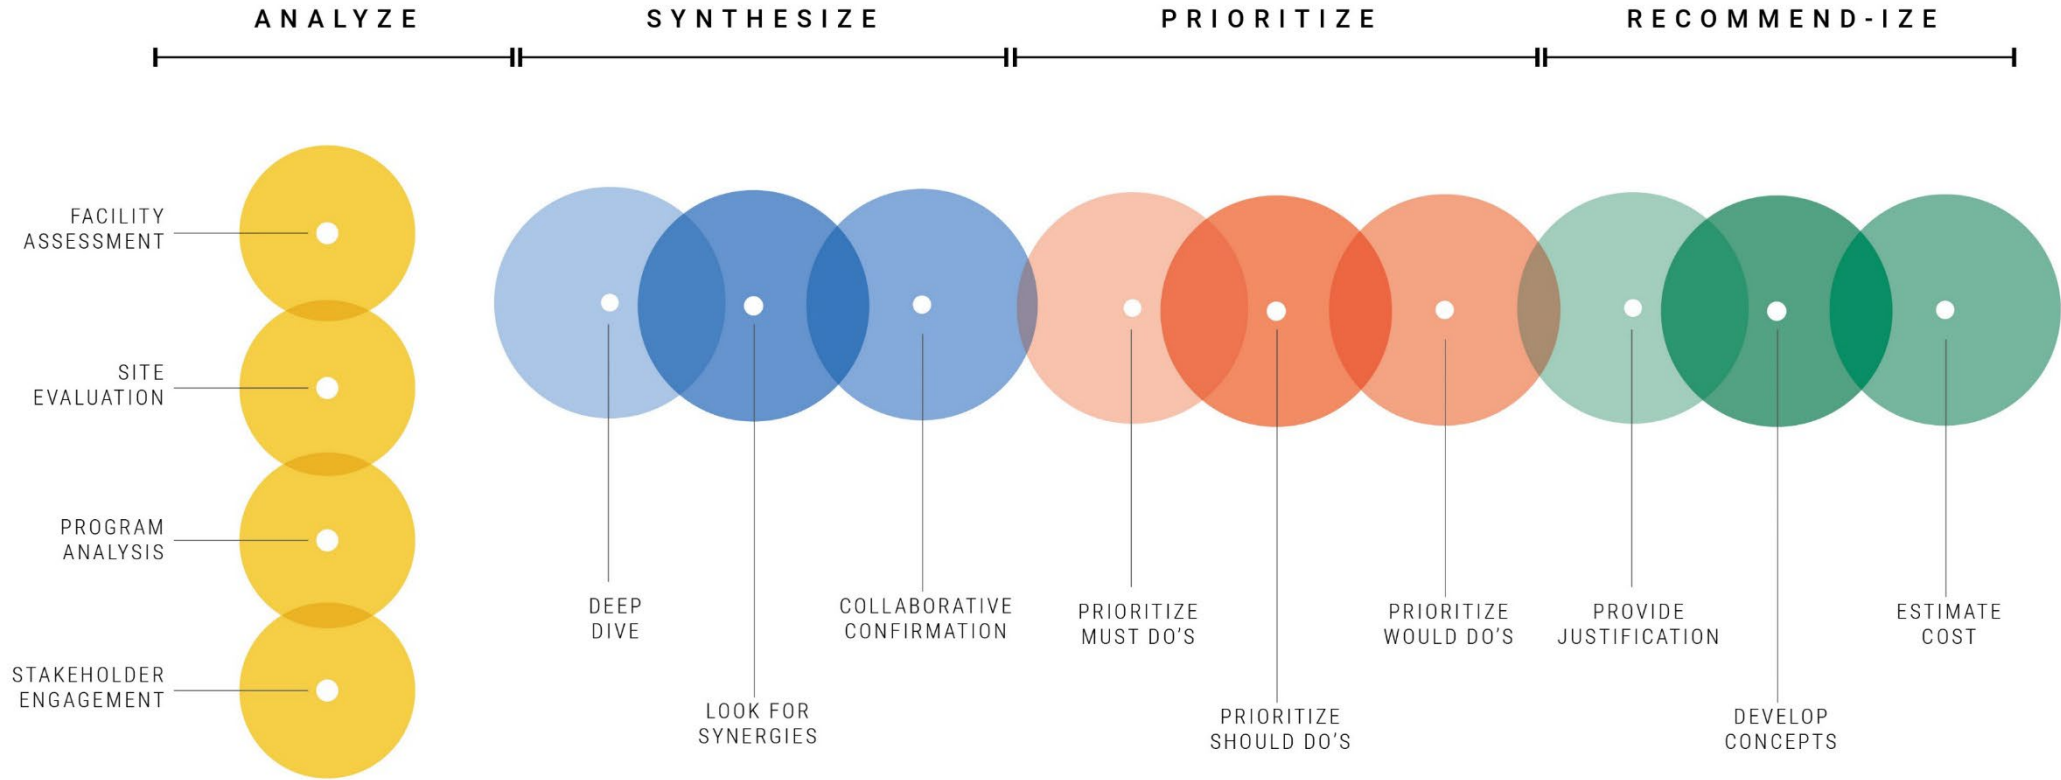 ANALYZE
SYNTHESIZE
PRIORITIZE
RECOMMEND-IZE
FACILITY
ASSESSMENT
SITE
EVALUATION
PROGRAM
ANALYSIS
STAKEHOLDER
ENGAGEMENT
DEEP
DIVE
LOOK FOR
SYNERGIES
COLLABORATIVE
CONFIRMATION
PRIORITIZE
MUST DO'S
PRIORITIZE
SHOULD DO'S
PRIORITIZE
WOULD DO'S
PROVIDE
JUSTIFICATION
DEVELOP
CONCEPTS
ESTIMATE
COST